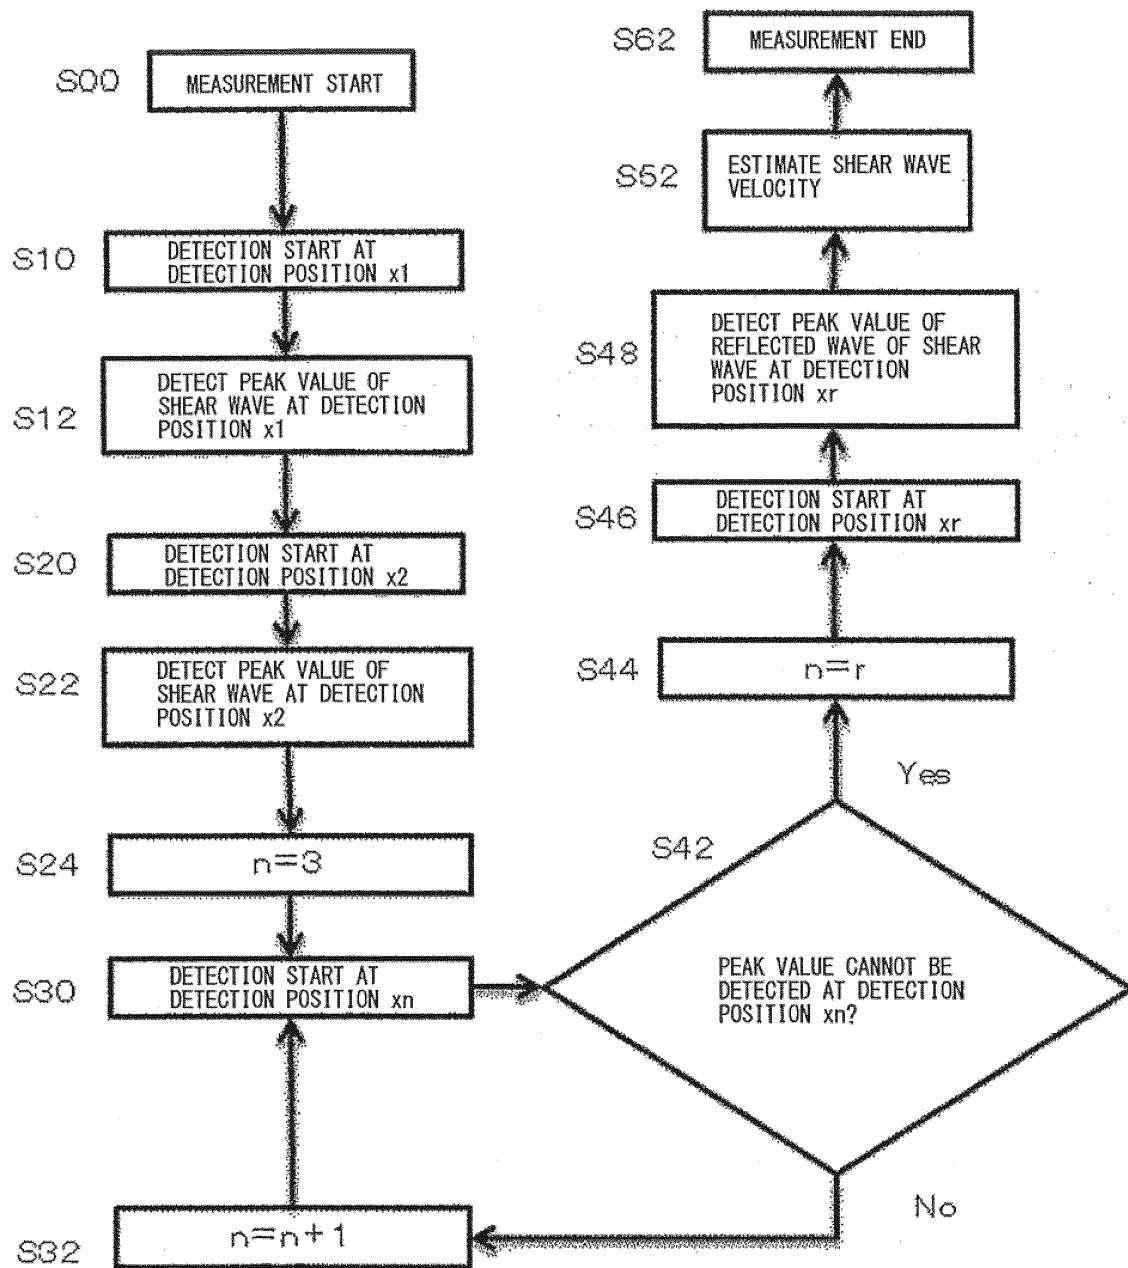 S00
MEASUREMENT START
S10
DETECTION START AT
DETECTION POSITION x1
S12
DETECT PEAK VALUE OF
SHEAR WAVE AT DETECTION
POSITION x1
S20
DETECTION START AT
DETECTION POSITION x2
S22
DETECT PEAK VALUE OF
SHEAR WAVE AT DETECTION
POSITION x2
S24
n=3
S30
DETECTION START AT
DETECTION POSITION xn
S32
n=n+1
S42
PEAK VALUE CANNOT BE
DETECTED AT DETECTION
POSITION xn?
No
Yes
S44
n=r
S46
DETECTION START AT
DETECTION POSITION xr
S48
DETECT PEAK VALUE OF
REFLECTED WAVE OF SHEAR
WAVE AT DETECTION
POSITION xr
S52
ESTIMATE SHEAR WAVE
VELOCITY
S62
MEASUREMENT END